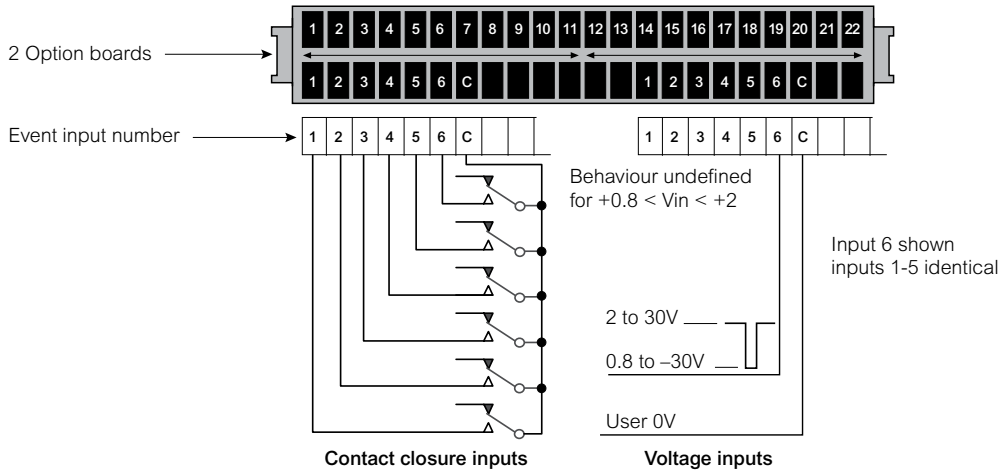 1 2 3 4 5 6 7 8 9 10 11 12 13 14 15 16 17 18 19 20 21 22
2 Option boards
1 2 3 4 5 6 C 1 2 3 4 5 6 C
Event input number
1 2 3 4 5 6 C 1 2 3 4 5 6 C
Behaviour undefined
for +0.8 < Vin < +2
Input 6 shown
inputs 1-5 identical
2 to 30V
0.8 to –30V
User 0V
Contact closure inputs
Voltage inputs